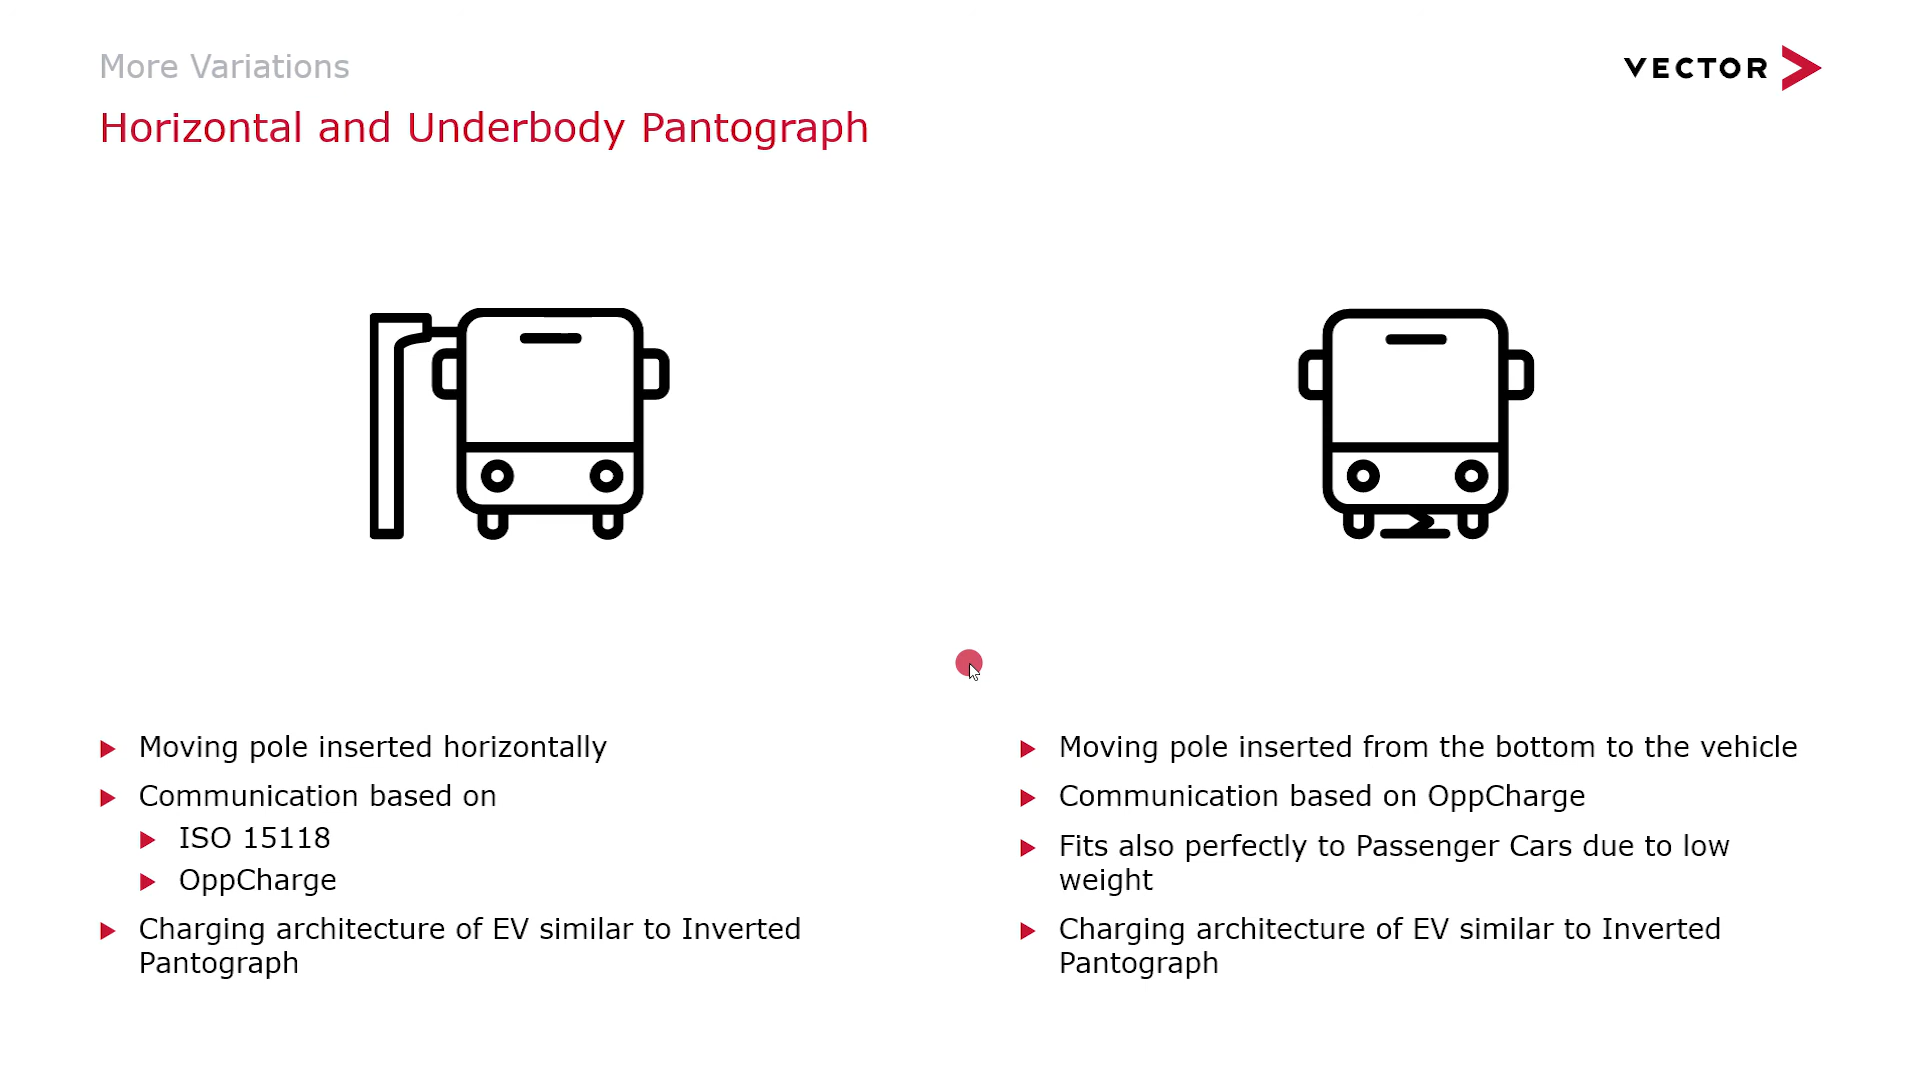 More Variations
VECTOR
Horizontal and Underbody Pantograph
Moving pole inserted horizontally
Communication based on
ISO 15118
OppCharge
Charging architecture of EV similar to Inverted
Pantograph
Moving pole inserted from the bottom to the vehicle
Communication based on OppCharge
Fits also perfectly to Passenger Cars due to low
weight
Charging architecture of EV similar to Inverted
Pantograph